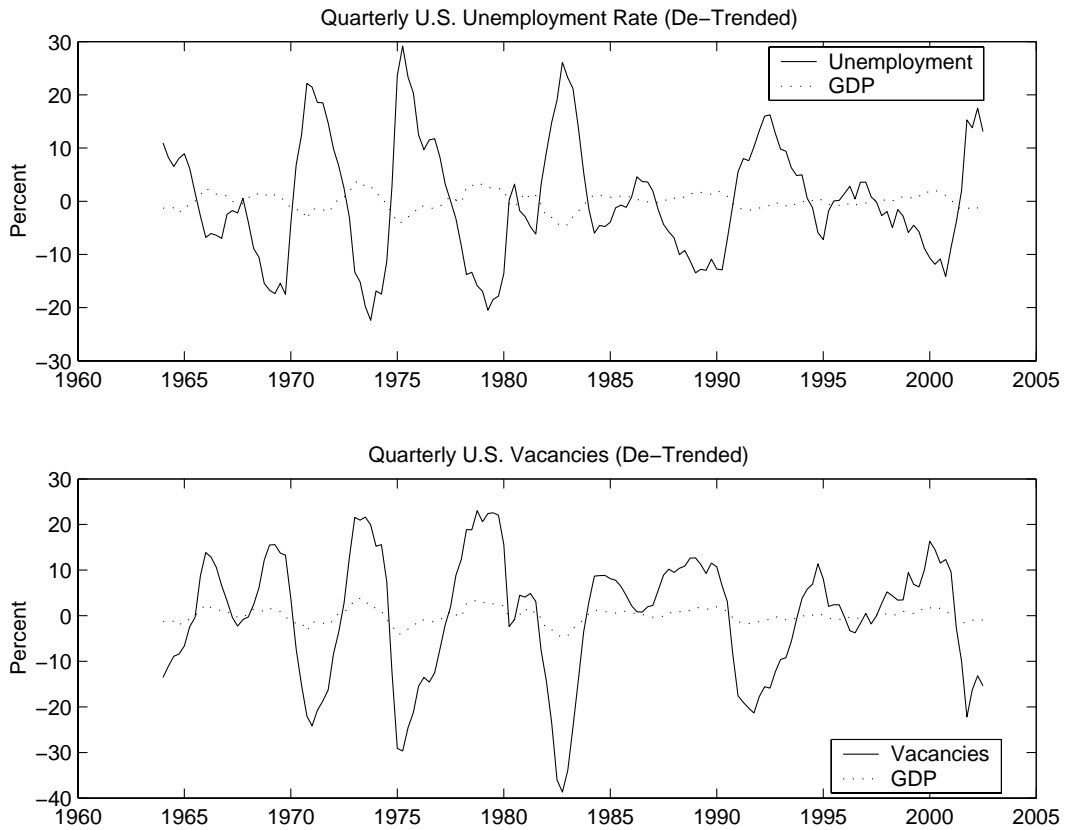 Quarterly U.S. Unemployment Rate (De−Trended)
30
20
10
0
−10
−20
−30
Percent
Unemployment
GDP
1960 1965 1970 1975 1980 1985 1990 1995 2000 2005
Quarterly U.S. Vacancies (De−Trended)
30
20
10
0
−10
−20
−30
−40
Percent
Vacancies
GDP
1960 1965 1970 1975 1980 1985 1990 1995 2000 2005